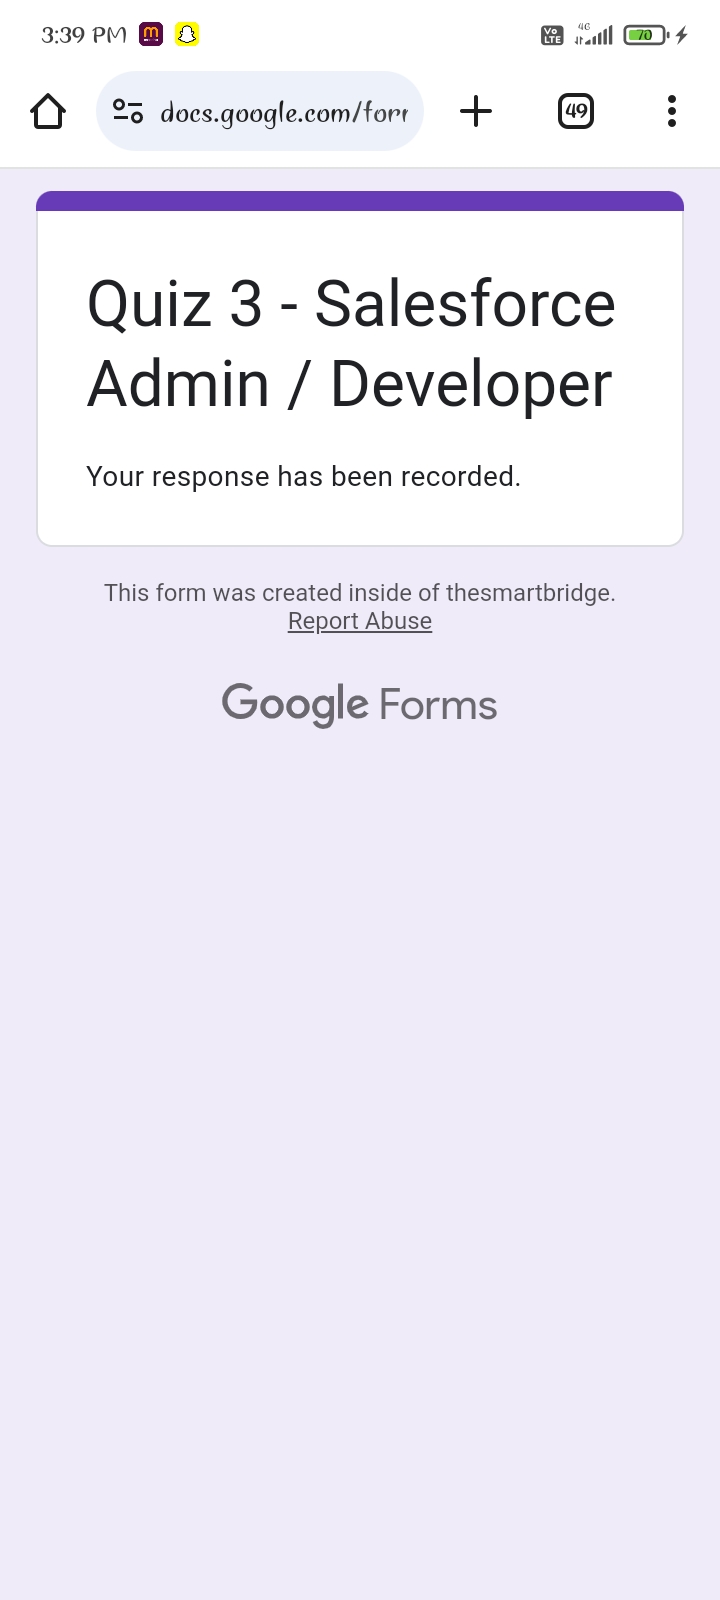 3:39 PM
Vo LTE 4G 70
docs.google.com/forr
49
Quiz 3 - Salesforce
Admin / Developer
Your response has been recorded.
This form was created inside of thesmartbridge.
Report Abuse
Google Forms